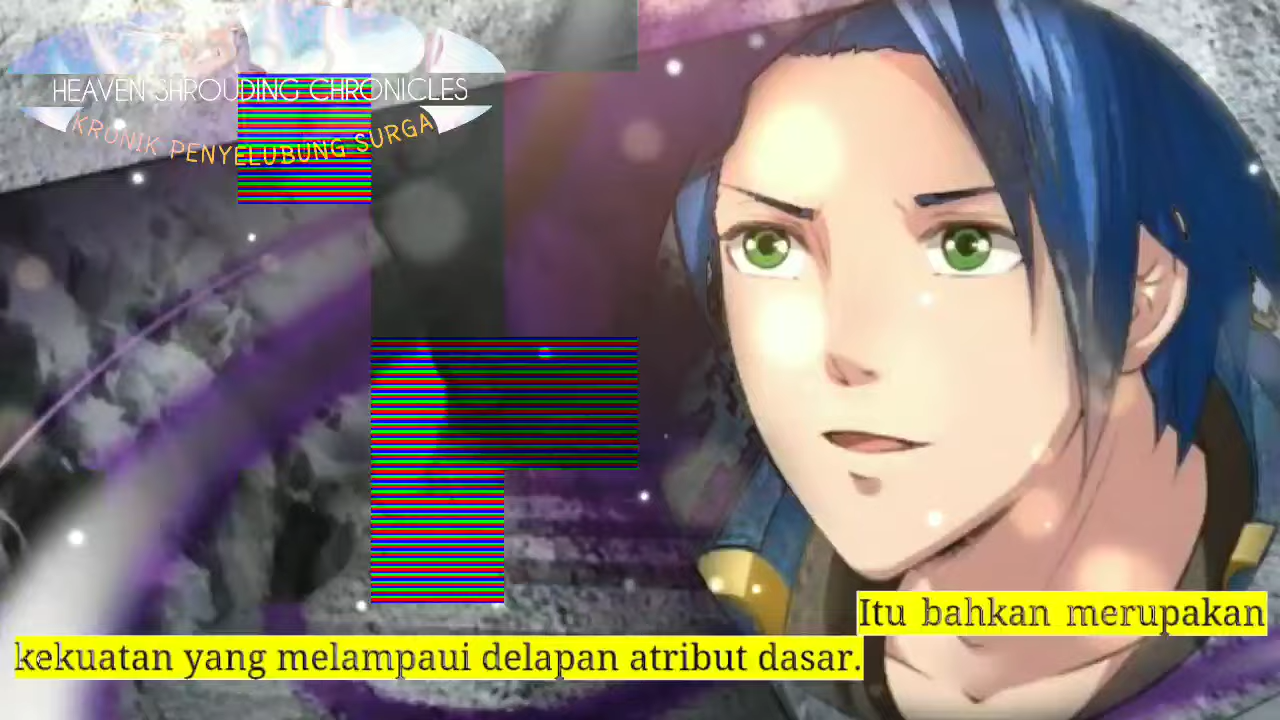 HEAVEN SHROUDING CHRONICLES
KRONIK PENYELUBUNG SURGA
Itu bahkan merupakan
kekuatan yang melampaui delapan atribut dasar.